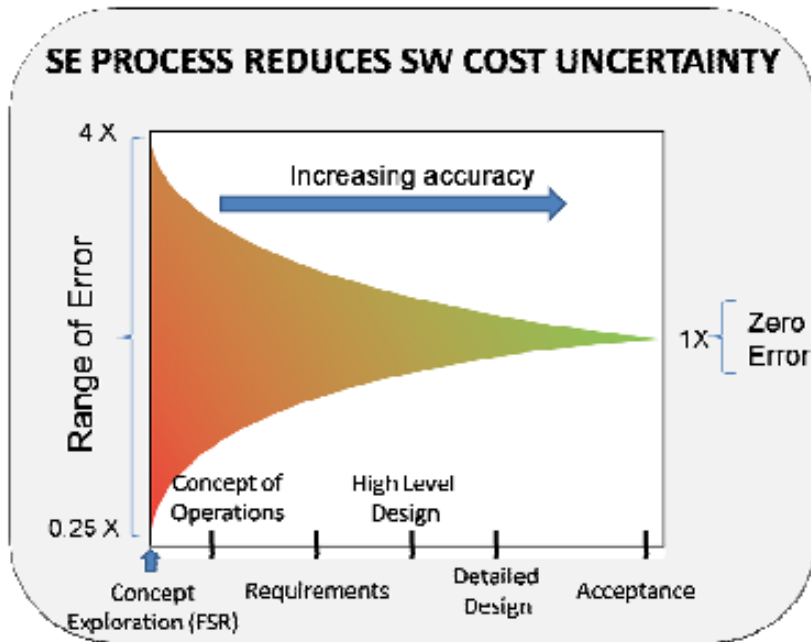 SE PROCESS REDUCES SW COST UNCERTAINTY
4 X
Increasing accuracy
Range of Error
1X
Zero
Error
0.25 X
Concept of
Operations
High Level
Design
Concept
Exploration (FSR)
Requirements
Detailed
Design
Acceptance